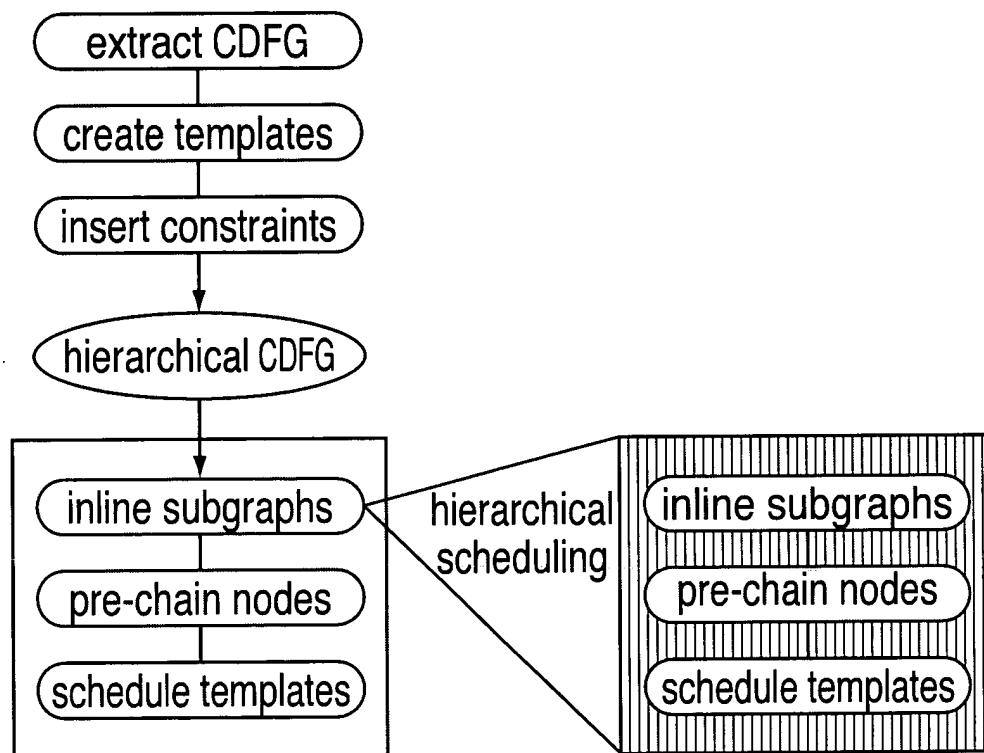 extract CDFG
create templates
insert constraints
hierarchical CDFG
inline subgraphs
pre-chain nodes
schedule templates
hierarchical
scheduling
inline subgraphs
pre-chain nodes
schedule templates